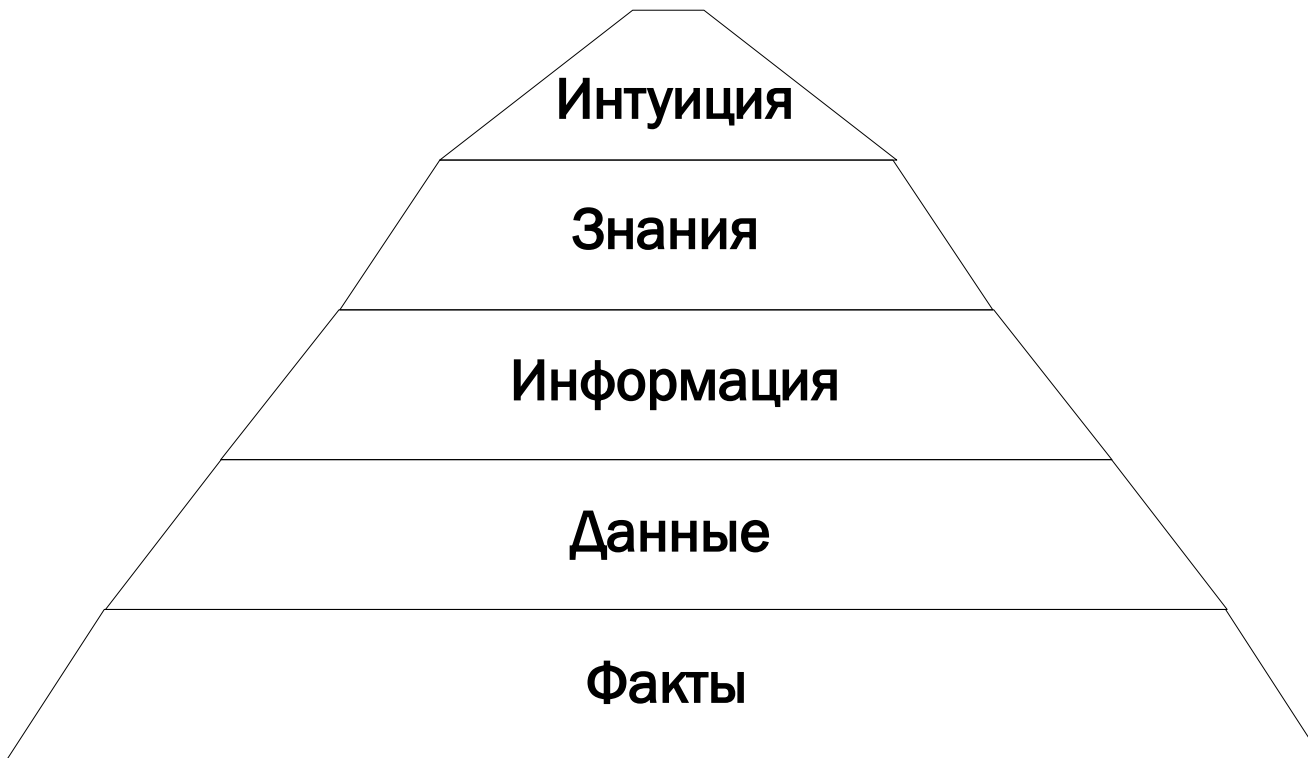 Интуиция
Знания
Информация
Данные
Факты